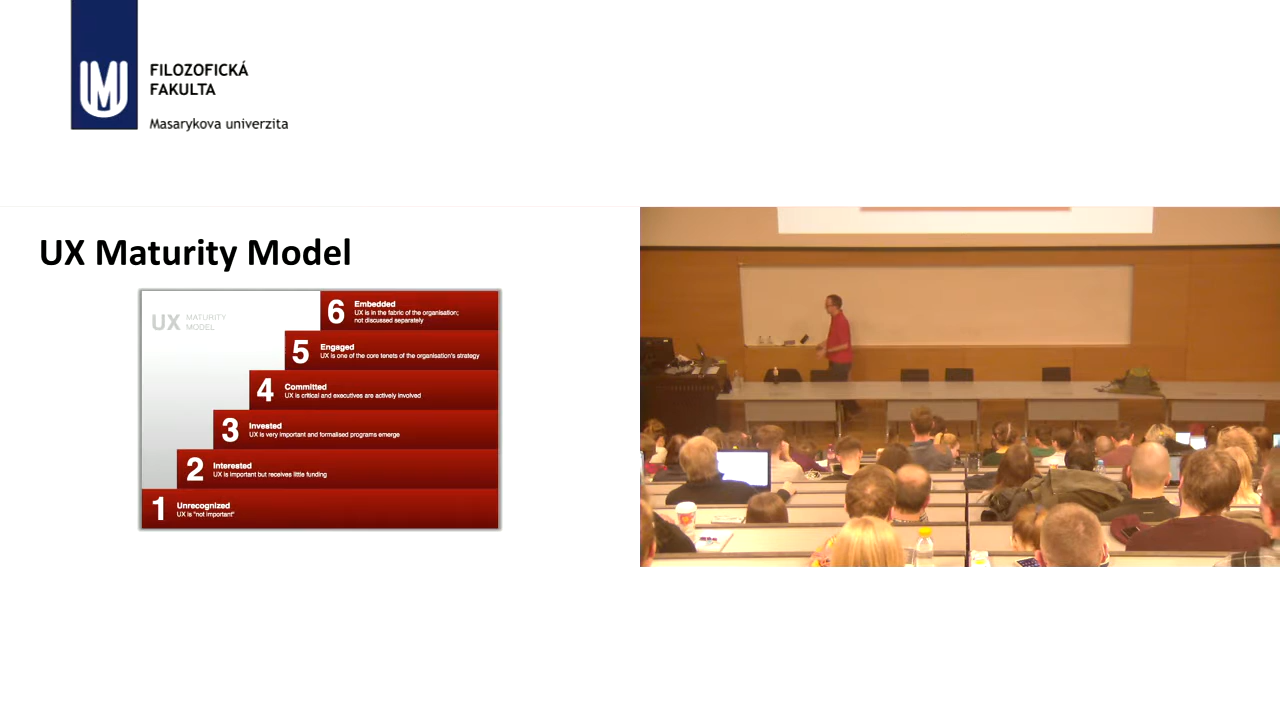 FILOZOFICKÁ
FAKULTA
Masarykova univerzita
UX Maturity Model
UX MATURITY
MODEL
6 Embedded
UX is in the fabric of the organisation;
not discussed separately
5 Engaged
UX is one of the core tenets of the organisation's strategy
4 Committed
UX is critical and executives are actively involved
3 Invested
UX is very important and formalised programs emerge
2 Interested
UX is important but receives little funding
1 Unrecognized
UX is "not important"